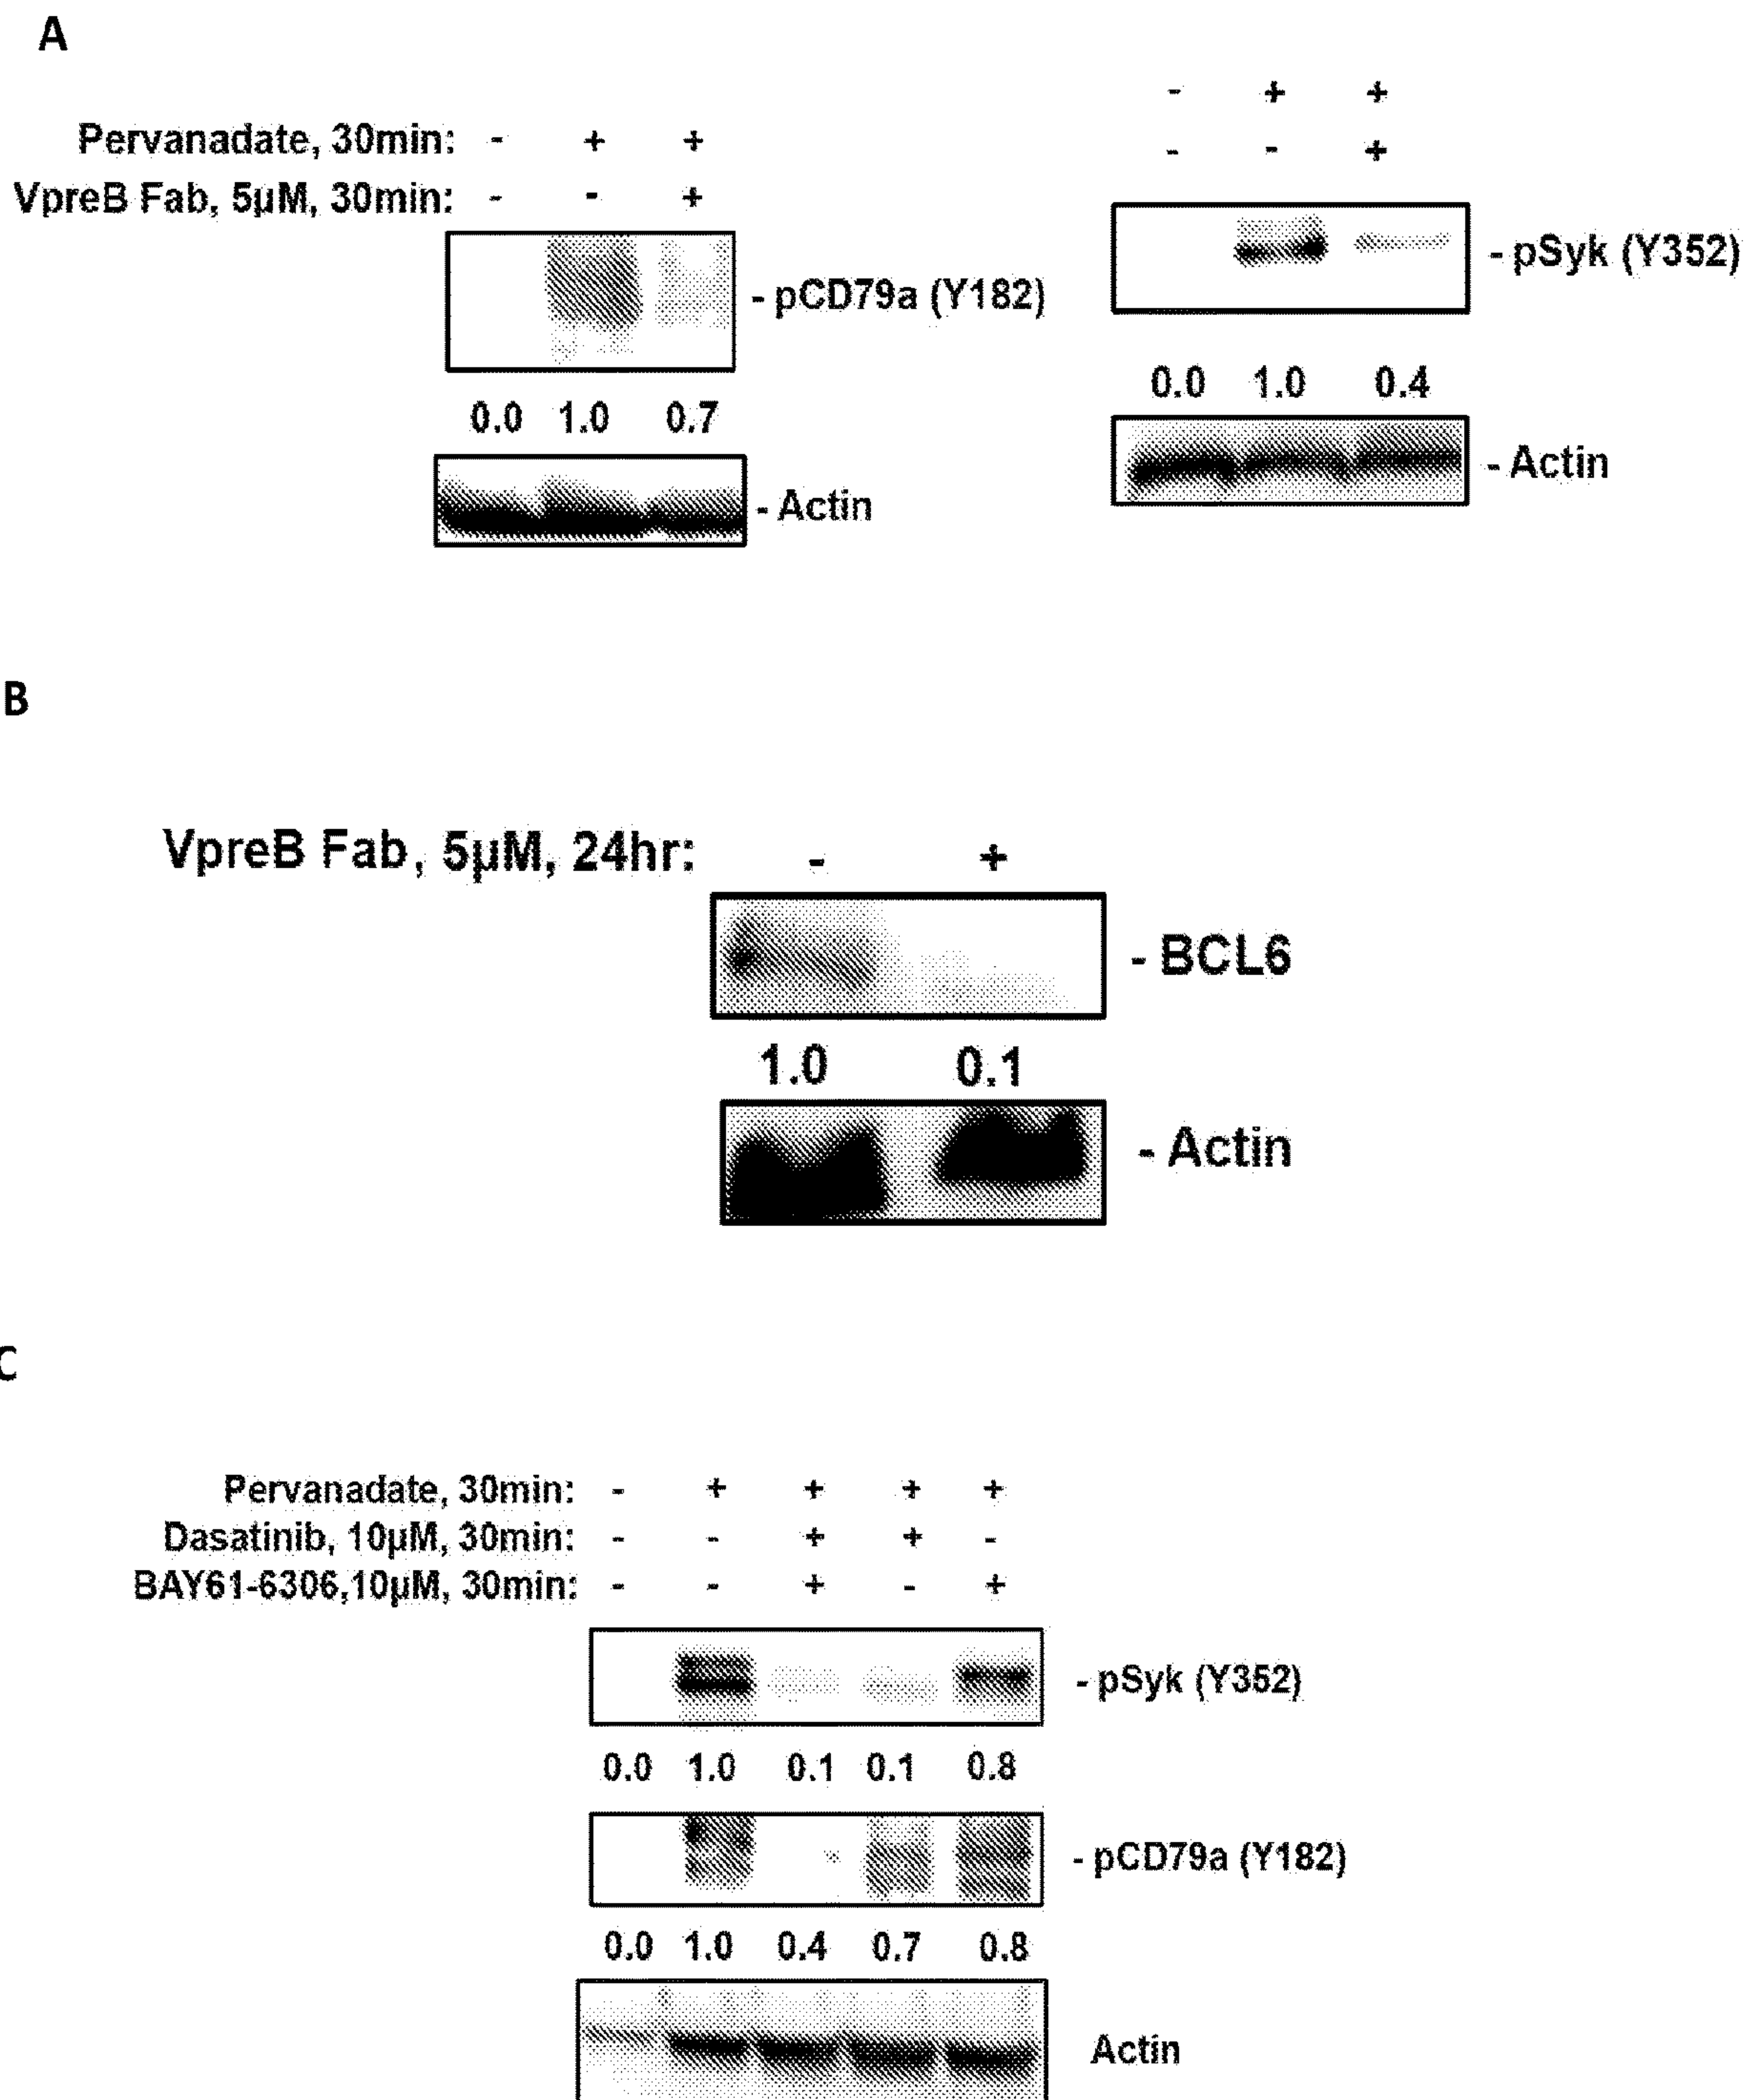 A
Pervanadate, 30min: - + +
VpreB Fab, 5µM, 30min: - - +
- pCD79a (Y182)
0.0 1.0 0.7
- Actin
- + +
- - +
- pSyk (Y352)
0.0 1.0 0.4
- Actin
B
VpreB Fab, 5µM, 24hr: - +
- BCL6
1.0 0.1
- Actin
C
Pervanadate, 30min: - + + + +
Dasatinib, 10µM, 30min: - - + + -
BAY61-6306,10µM, 30min: - - + - +
- pSyk (Y352)
0.0 1.0 0.1 0.1 0.8
- pCD79a (Y182)
0.0 1.0 0.4 0.7 0.8
Actin